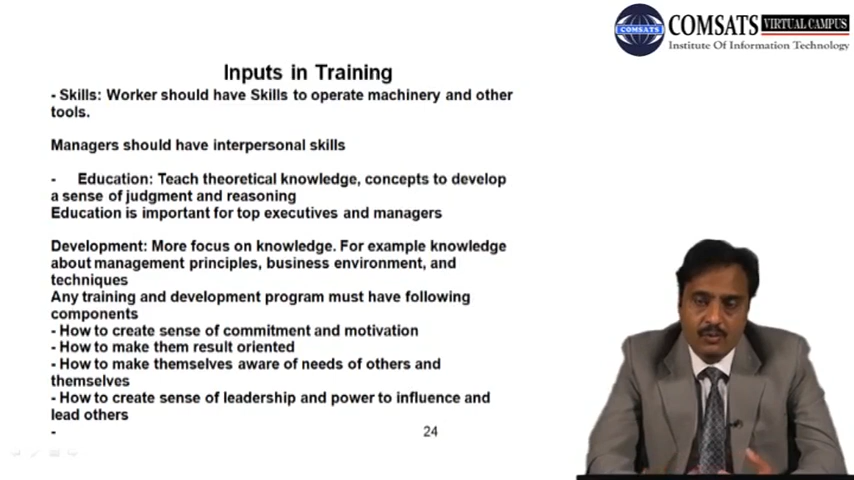 COMSATS VIRTUAL CAMPUS
COMSATS
Institute Of Information Technology
Inputs in Training
- Skills: Worker should have Skills to operate machinery and other
tools.
Managers should have interpersonal skills
- Education: Teach theoretical knowledge, concepts to develop
a sense of judgment and reasoning
Education is important for top executives and managers
Development: More focus on knowledge. For example knowledge
about management principles, business environment, and
techniques
Any training and development program must have following
components
- How to create sense of commitment and motivation
- How to make them result oriented
- How to make themselves aware of needs of others and
themselves
- How to create sense of leadership and power to influence and
lead others
-
24